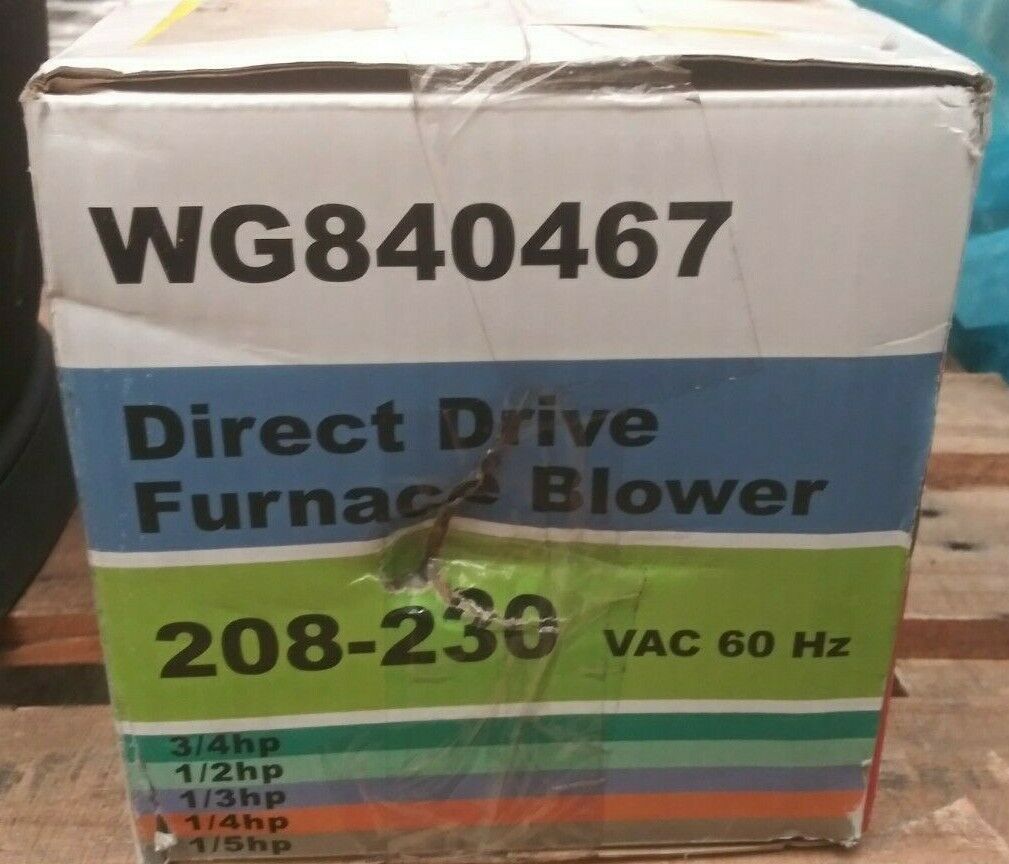 WG840467
Direct Drive
Furnace Blower
208-230 VAC 60 Hz
3/4hp
1/2hp
1/3hp
1/4hp
1/5hp